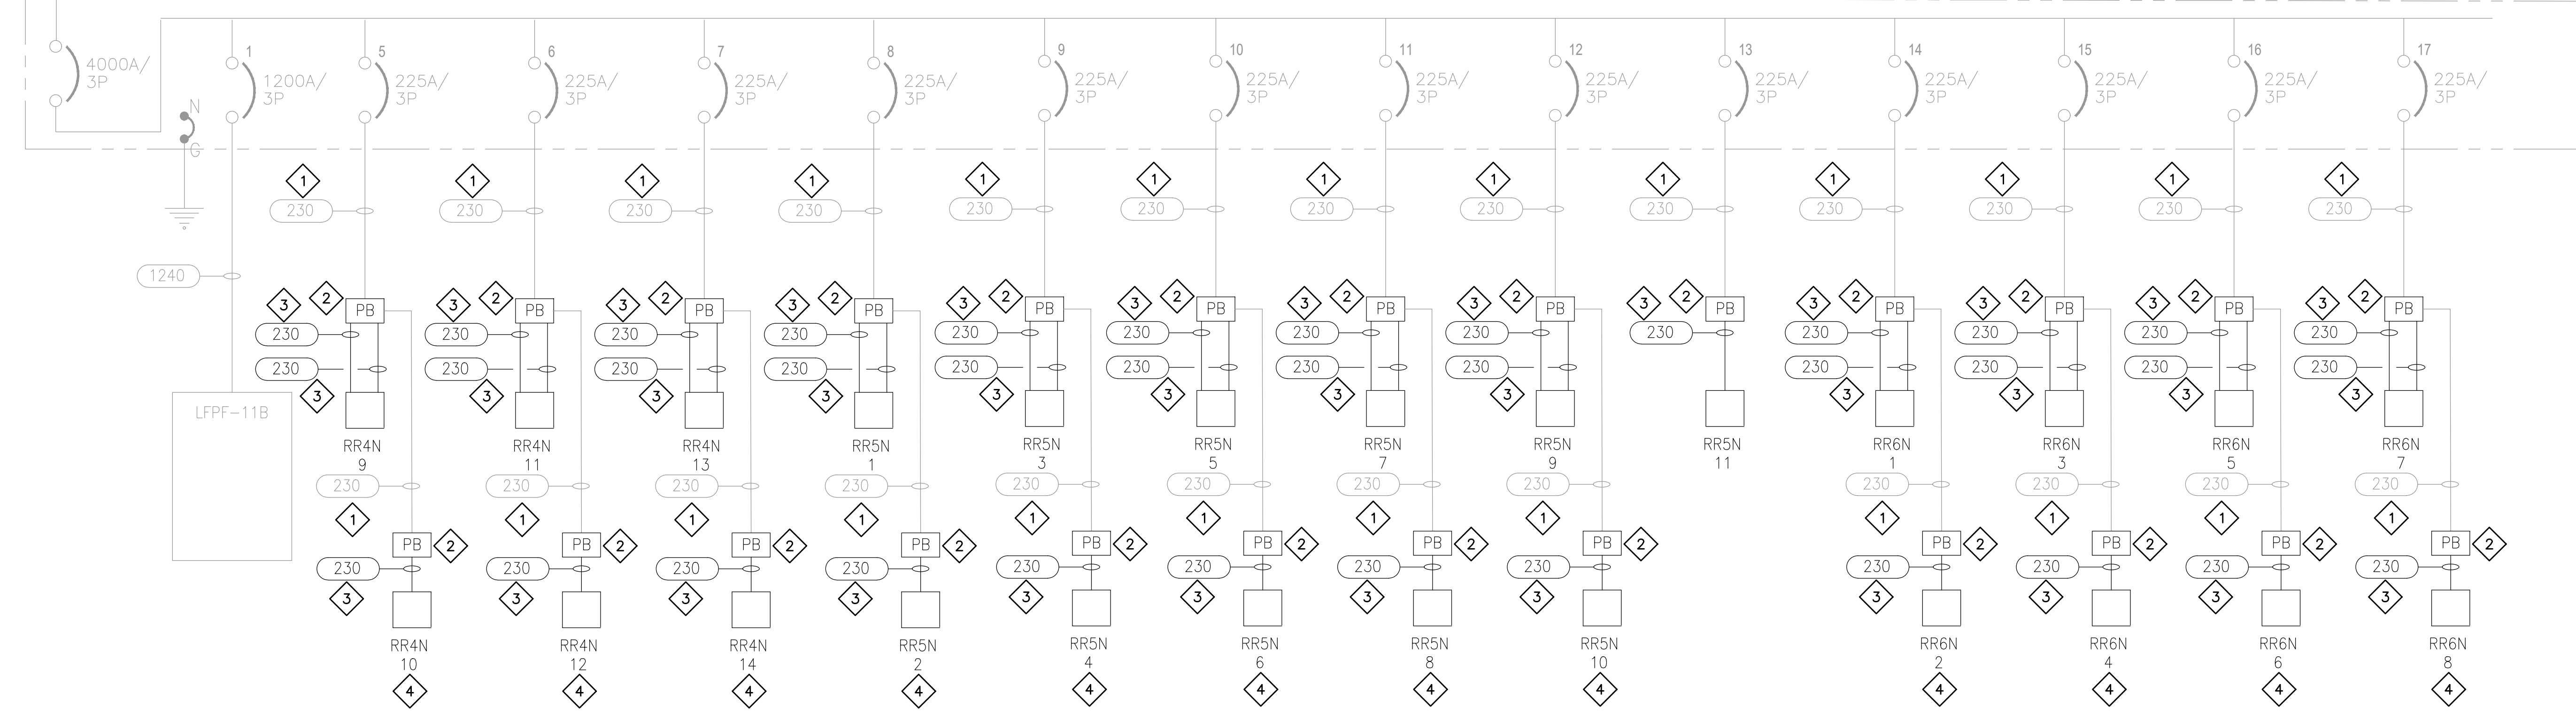 1 5 6 7 8 9 10 11 12 13 14 15 16 17
4000A/ 1200A/ 225A/ 225A/ 225A/ 225A/ 225A/ 225A/ 225A/ 225A/ 225A/ 225A/ 225A/ 225A/ 225A/
3P 3P 3P 3P 3P 3P 3P 3P 3P 3P 3P 3P 3P 3P 3P
N
G
1 1 1 1 1 1 1 1 1 1 1 1 1
230 230 230 230 230 230 230 230 230 230 230 230 230
1240
3 2 3 2 3 2 3 2 3 2 3 2 3 2 3 2 3 2 3 2 3 2 3 2 3 2
PB PB PB PB PB PB PB PB PB PB PB PB PB
230 230 230 230 230 230 230 230 230 230 230 230 230
230 230 230 230 230 230 230 230 230 230 230 230
3 3 3 3 3 3 3 3 3 3 3 3
LFPF-11B
RR4N RR4N RR4N RR5N RR5N RR5N RR5N RR5N RR5N RR6N RR6N RR6N RR6N
9 11 13 1 3 5 7 9 11 1 3 5 7
230 230 230 230 230 230 230 230 230 230 230 230
1 1 1 1 1 1 1 1 1 1 1 1
PB 2 PB 2 PB 2 PB 2 PB 2 PB 2 PB 2 PB 2 PB 2 PB 2 PB 2 PB 2
230 230 230 230 230 230 230 230 230 230 230 230
3 3 3 3 3 3 3 3 3 3 3 3
RR4N RR4N RR4N RR5N RR5N RR5N RR5N RR5N RR6N RR6N RR6N RR6N
10 12 14 2 4 6 8 10 2 4 6 8
4 4 4 4 4 4 4 4 4 4 4 4